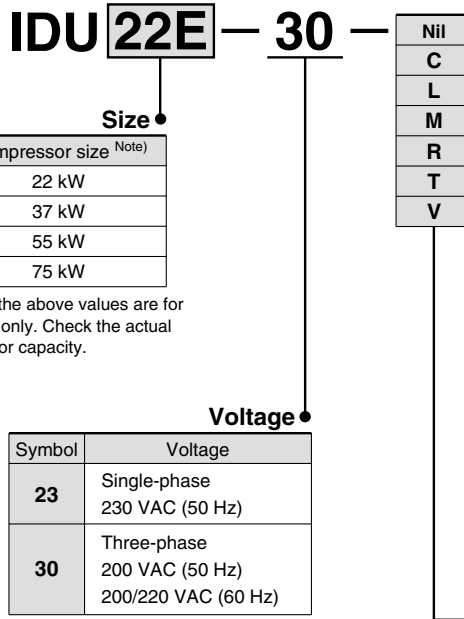 IDU 22E — 30 —
Nil
C
L
M
R
T
V
Size
size Note)
22 kW
37 kW
55 kW
75 kW
the above values are for
only. Check the actual
capacity.
Voltage
Symbol Voltage
23 Single-phase
230 VAC (50 Hz)
30 Three-phase
200 VAC (50 Hz)
200/220 VAC (60 Hz)